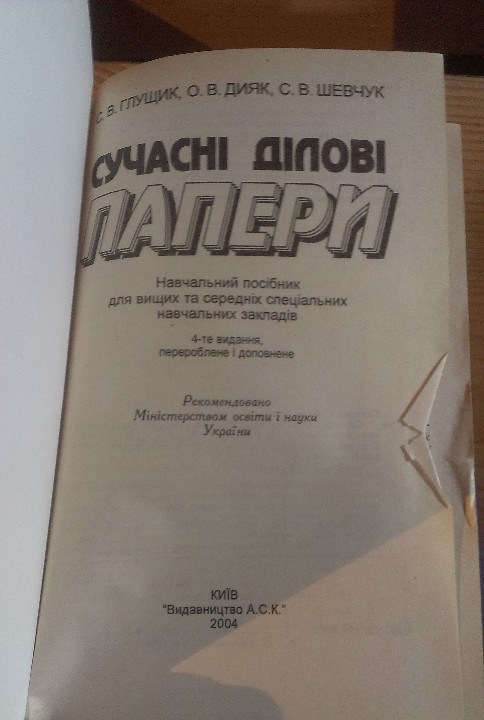 С. В. ГЛУЩИК, О. В. ДИЯК, С. В. ШЕВЧУК
СУЧАСНІ ДІЛОВІ
ПАПЕРИ
Навчальний посібник
для вищих та середніх спеціальних
навчальних закладів
4-те видання,
перероблене і доповнене
Рекомендовано
Міністерством освіти і науки
України
КИЇВ
"Видавництво А.С.К."
2004